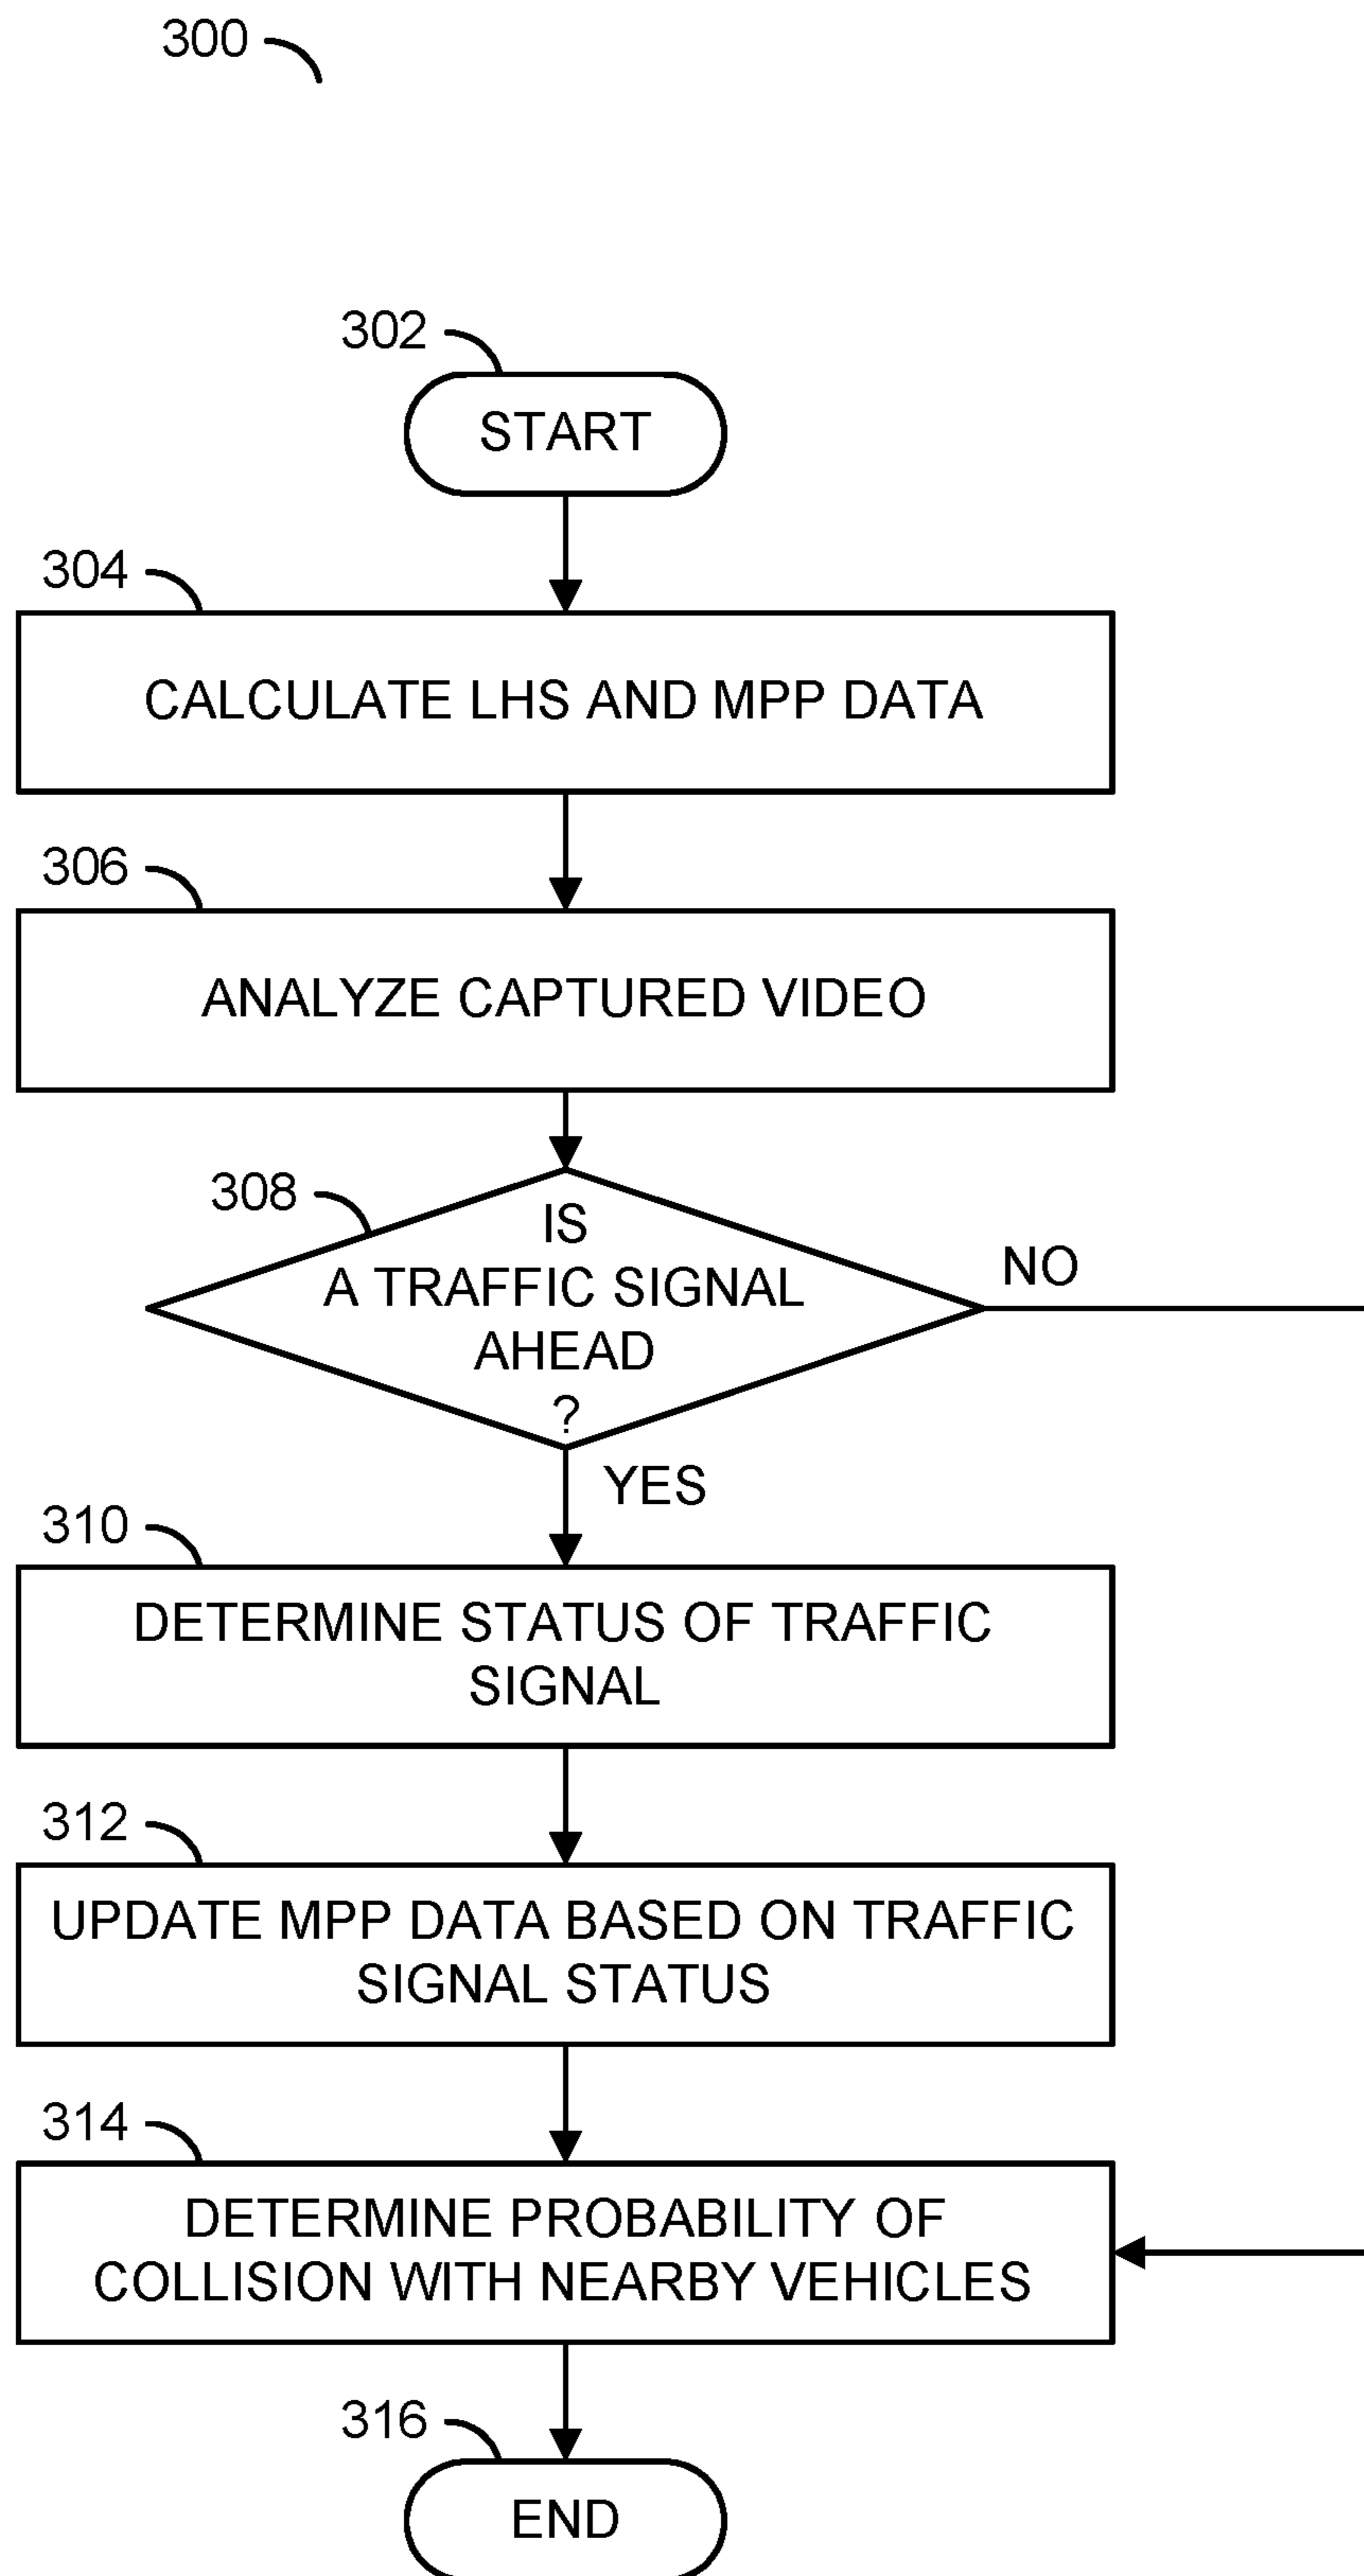 300
302
START
304
CALCULATE LHS AND MPP DATA
306
ANALYZE CAPTURED VIDEO
308
IS
A TRAFFIC SIGNAL
AHEAD
?
NO
YES
310
DETERMINE STATUS OF TRAFFIC
SIGNAL
312
UPDATE MPP DATA BASED ON TRAFFIC
SIGNAL STATUS
314
DETERMINE PROBABILITY OF
COLLISION WITH NEARBY VEHICLES
316
END